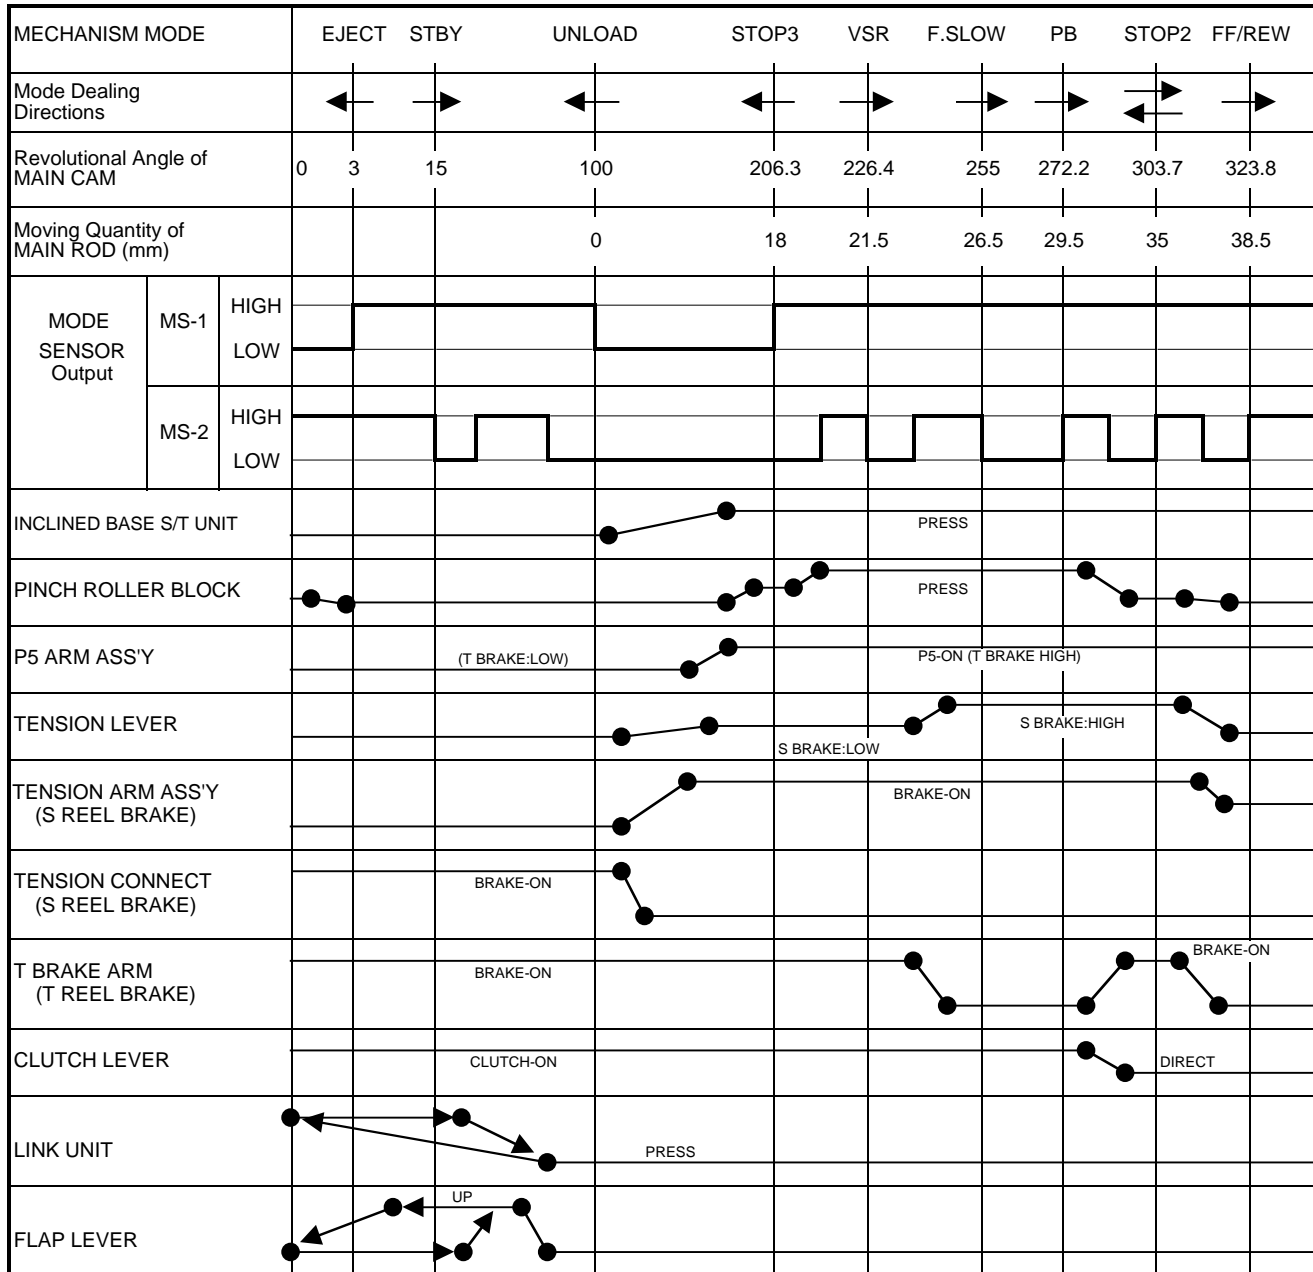 MECHANISM MODE EJECT STBY UNLOAD STOP3 VSR F.SLOW PB STOP2 FF/REW
Mode Dealing
Directions
Revolutional Angle of
MAIN CAM 0 3 15 100 206.3 226.4 255 272.2 303.7 323.8
Moving Quantity of
MAIN ROD (mm) 0 18 21.5 26.5 29.5 35 38.5
MODE
SENSOR
Output
MS-1
HIGH
LOW
MS-2
HIGH
LOW
INCLINED BASE S/T UNIT PRESS
PINCH ROLLER BLOCK PRESS
P5 ARM ASS'Y (T BRAKE:LOW) P5-ON (T BRAKE HIGH)
TENSION LEVER S BRAKE:HIGH
S BRAKE:LOW
TENSION ARM ASS'Y BRAKE-ON
(S REEL BRAKE)
TENSION CONNECT BRAKE-ON
(S REEL BRAKE)
BRAKE-ON
T BRAKE ARM BRAKE-ON
(T REEL BRAKE)
CLUTCH LEVER CLUTCH-ON DIRECT
LINK UNIT PRESS
UP
FLAP LEVER